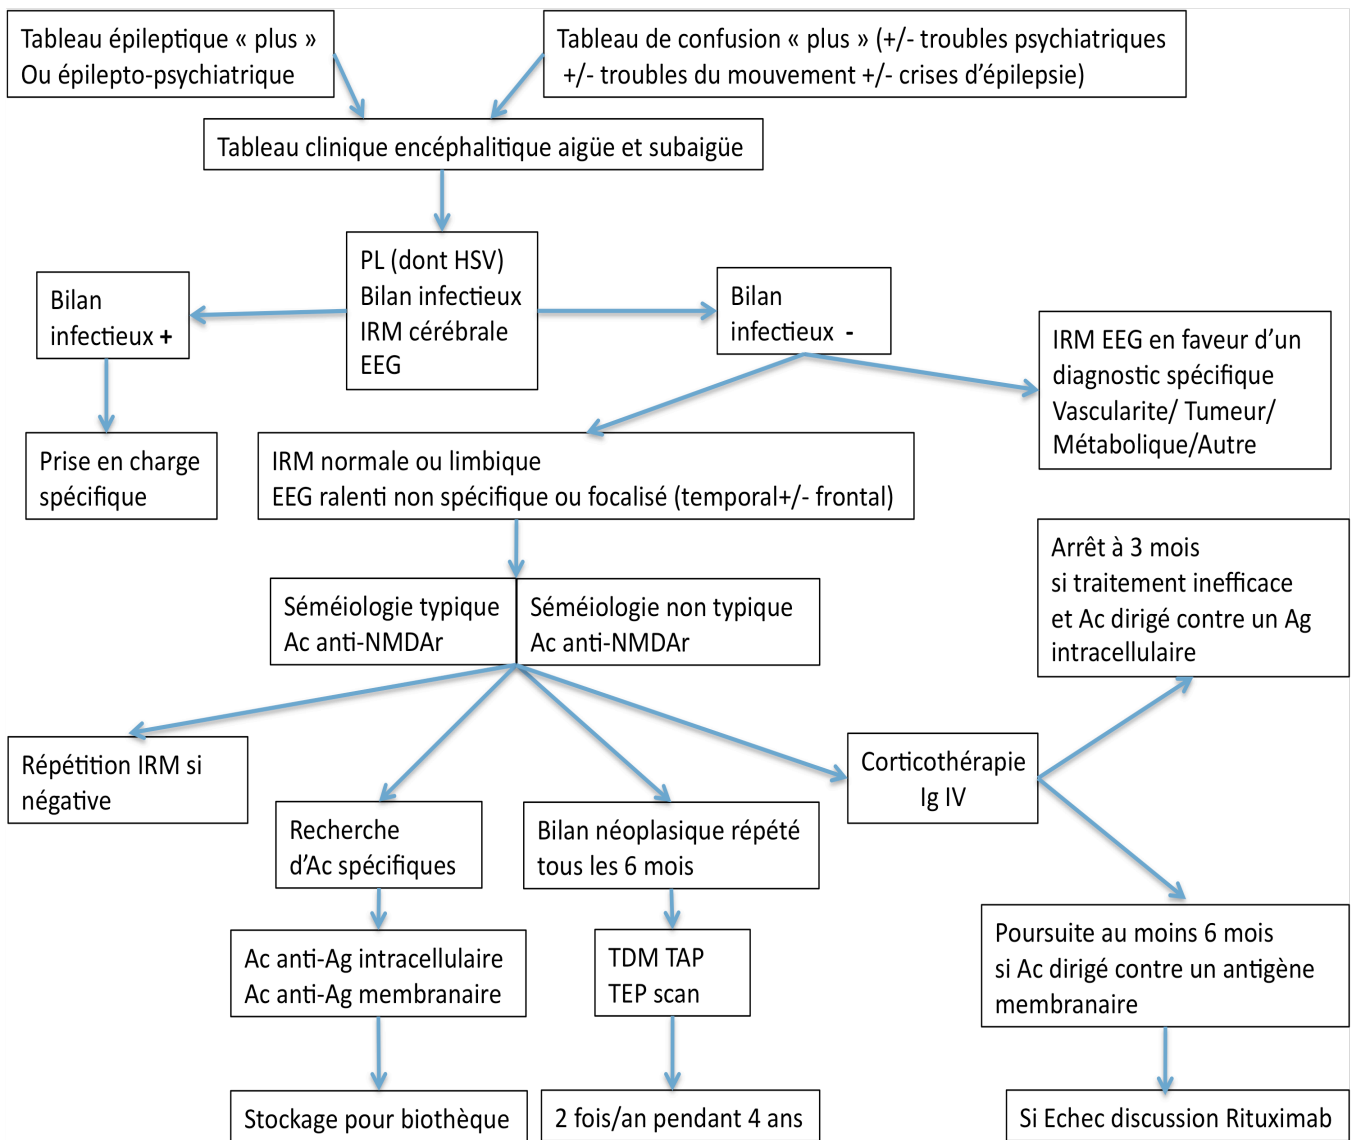 Tableau épileptique « plus »
Ou épilepto-psychiatrique
Tableau de confusion « plus » (+/- troubles psychiatriques
+/- troubles du mouvement +/- crises d’épilepsie)
Tableau clinique encéphalitique aigüe et subaigüe
PL (dont HSV)
Bilan infectieux
IRM cérébrale
EEG
Bilan
infectieux +
Bilan
infectieux -
IRM EEG en faveur d’un
diagnostic spécifique
Vascularite/ Tumeur/
Métabolique/Autre
Prise en charge
spécifique
IRM normale ou limbique
EEG ralenti non spécifique ou focalisé (temporal+/- frontal)
Séméiologie typique
Ac anti-NMDAr
Séméiologie non typique
Ac anti-NMDAr
Arrêt à 3 mois
si traitement inefficace
et Ac dirigé contre un Ag
intracellulaire
Répétition IRM si
négative
Recherche
d’Ac spécifiques
Bilan néoplasique répété
tous les 6 mois
Corticothérapie
Ig IV
Ac anti-Ag intracellulaire
Ac anti-Ag membranaire
TDM TAP
TEP scan
Poursuite au moins 6 mois
si Ac dirigé contre un antigène
membranaire
Stockage pour biothèque
2 fois/an pendant 4 ans
Si Echec discussion Rituximab